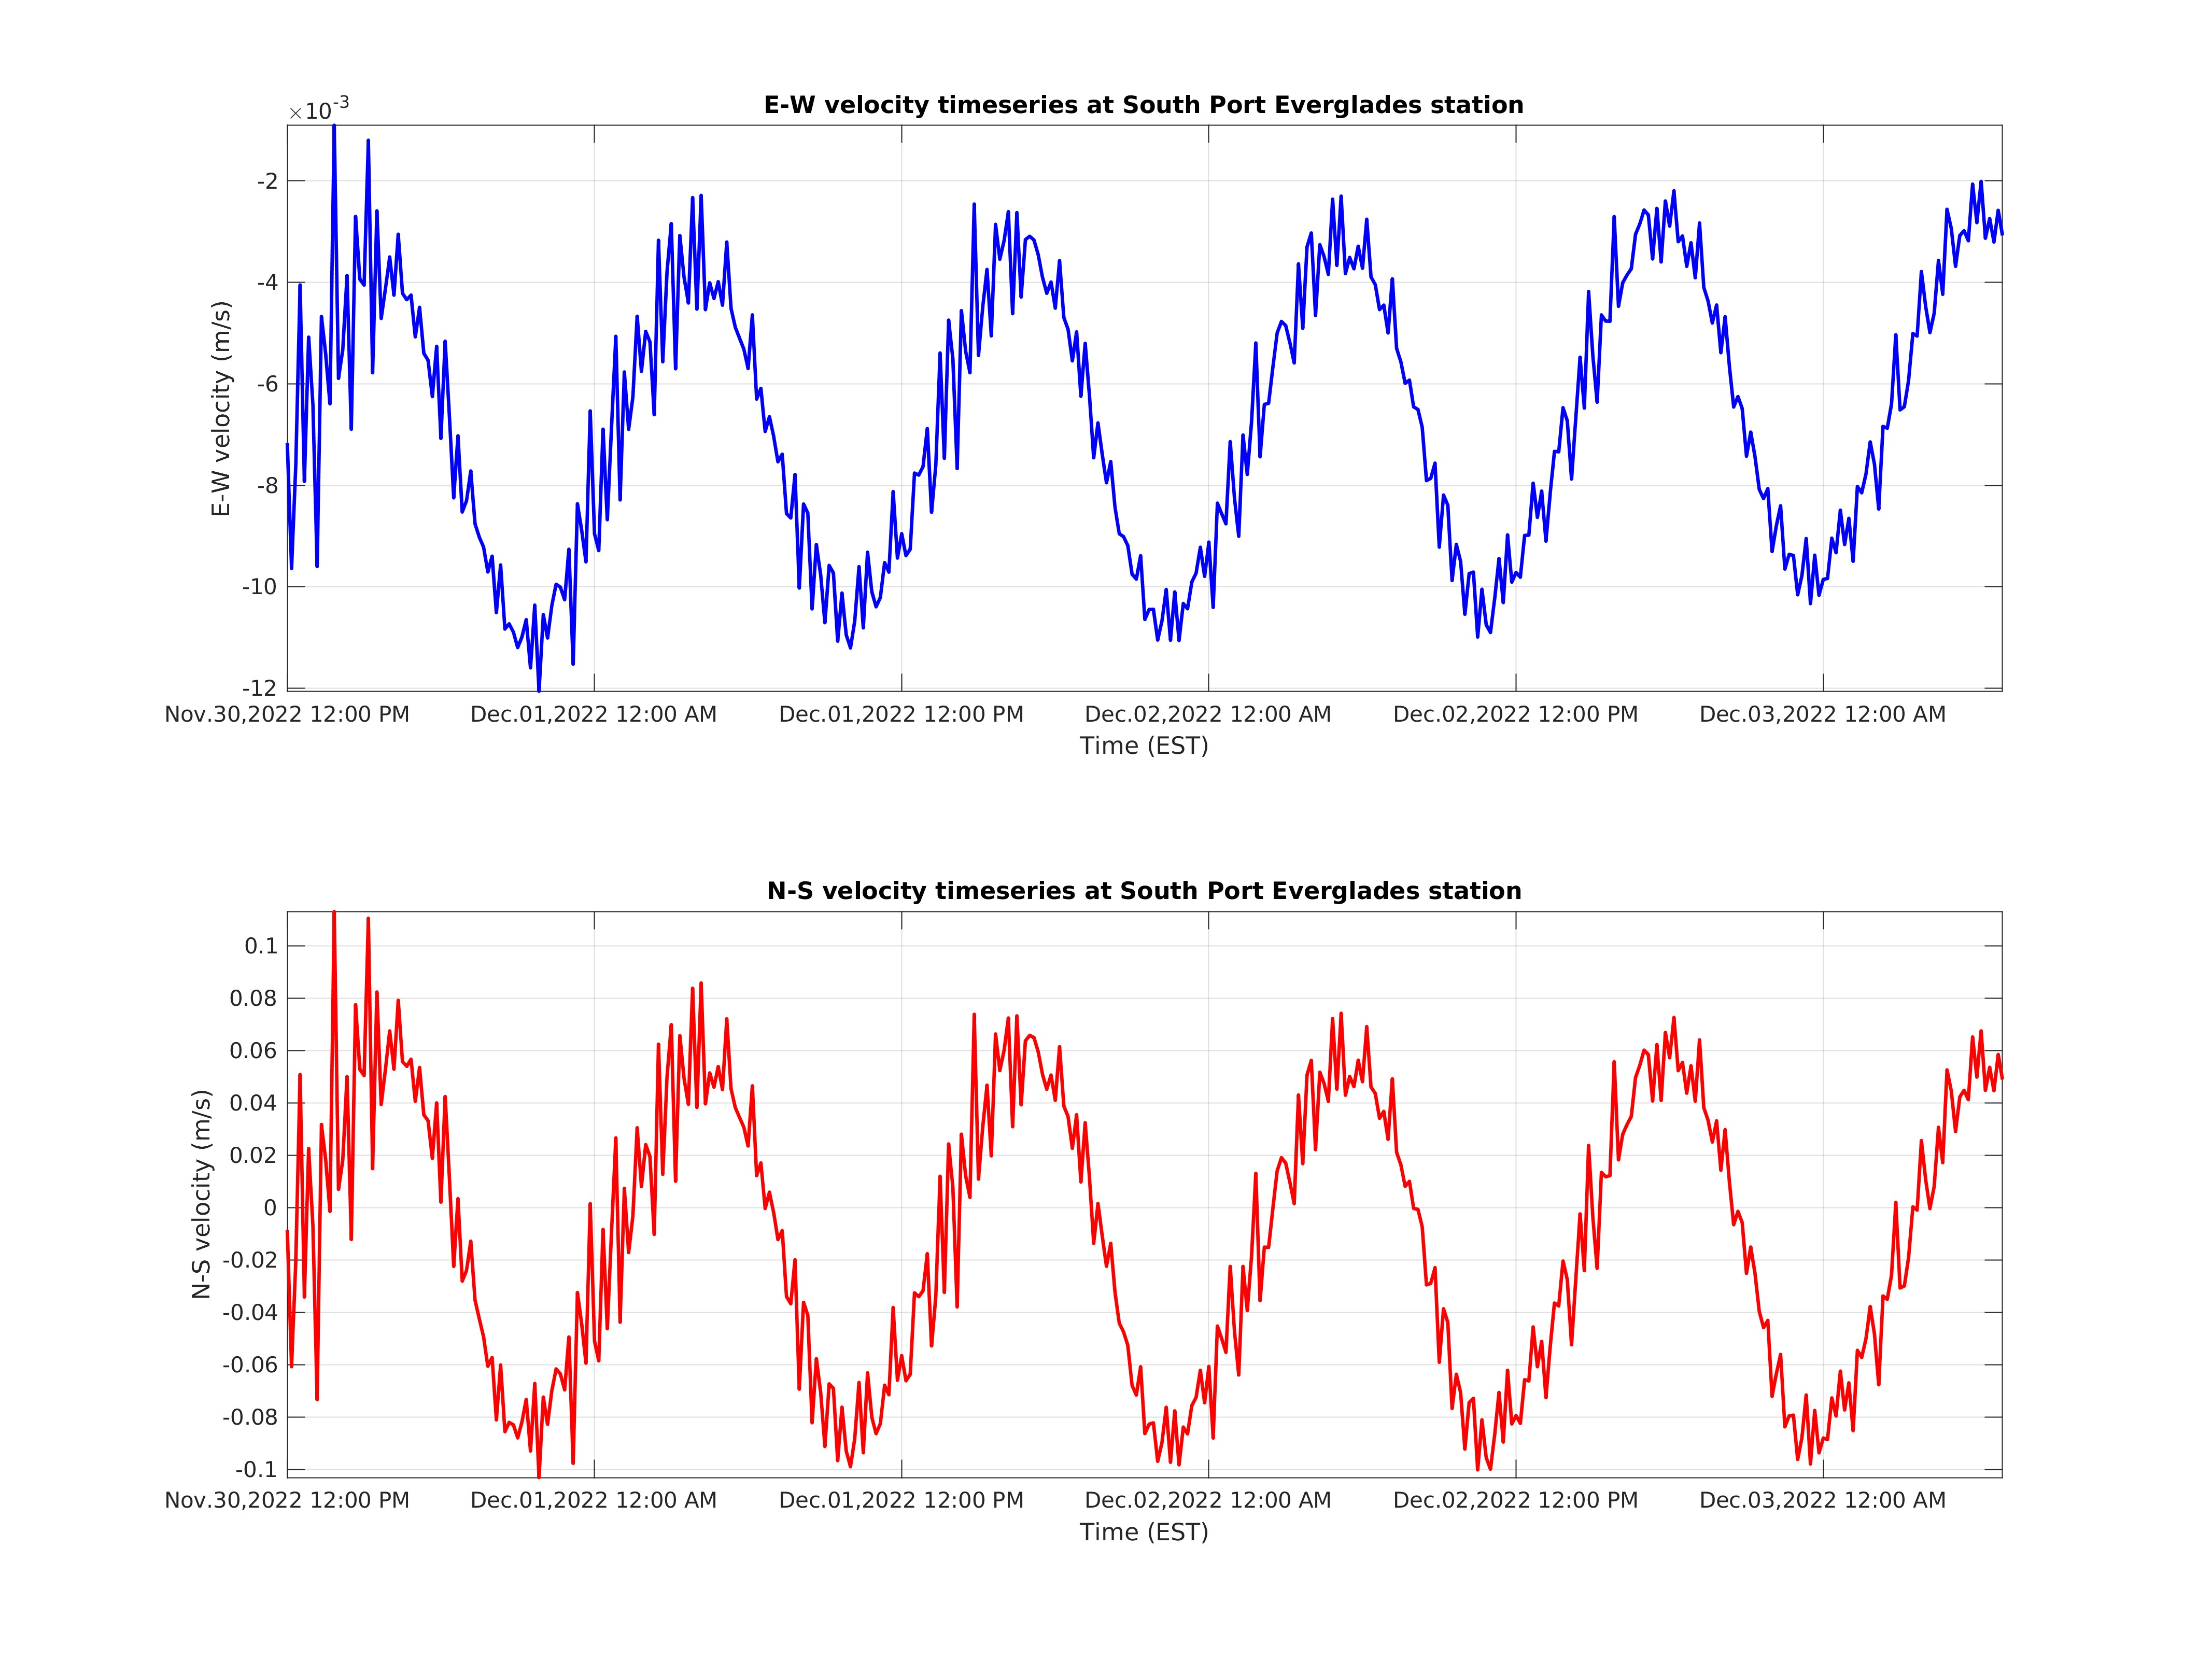 ×10-3
E-W velocity timeseries at South Port Everglades station
-2
-4
-6
-8
-10
-12
E-W velocity (m/s)
Nov.30,2022 12:00 PM
Dec.01,2022 12:00 AM
Dec.01,2022 12:00 PM
Dec.02,2022 12:00 AM
Dec.02,2022 12:00 PM
Dec.03,2022 12:00 AM
Time (EST)
N-S velocity timeseries at South Port Everglades station
0.1
0.08
0.06
0.04
0.02
0
-0.02
-0.04
-0.06
-0.08
-0.1
N-S velocity (m/s)
Nov.30,2022 12:00 PM
Dec.01,2022 12:00 AM
Dec.01,2022 12:00 PM
Dec.02,2022 12:00 AM
Dec.02,2022 12:00 PM
Dec.03,2022 12:00 AM
Time (EST)